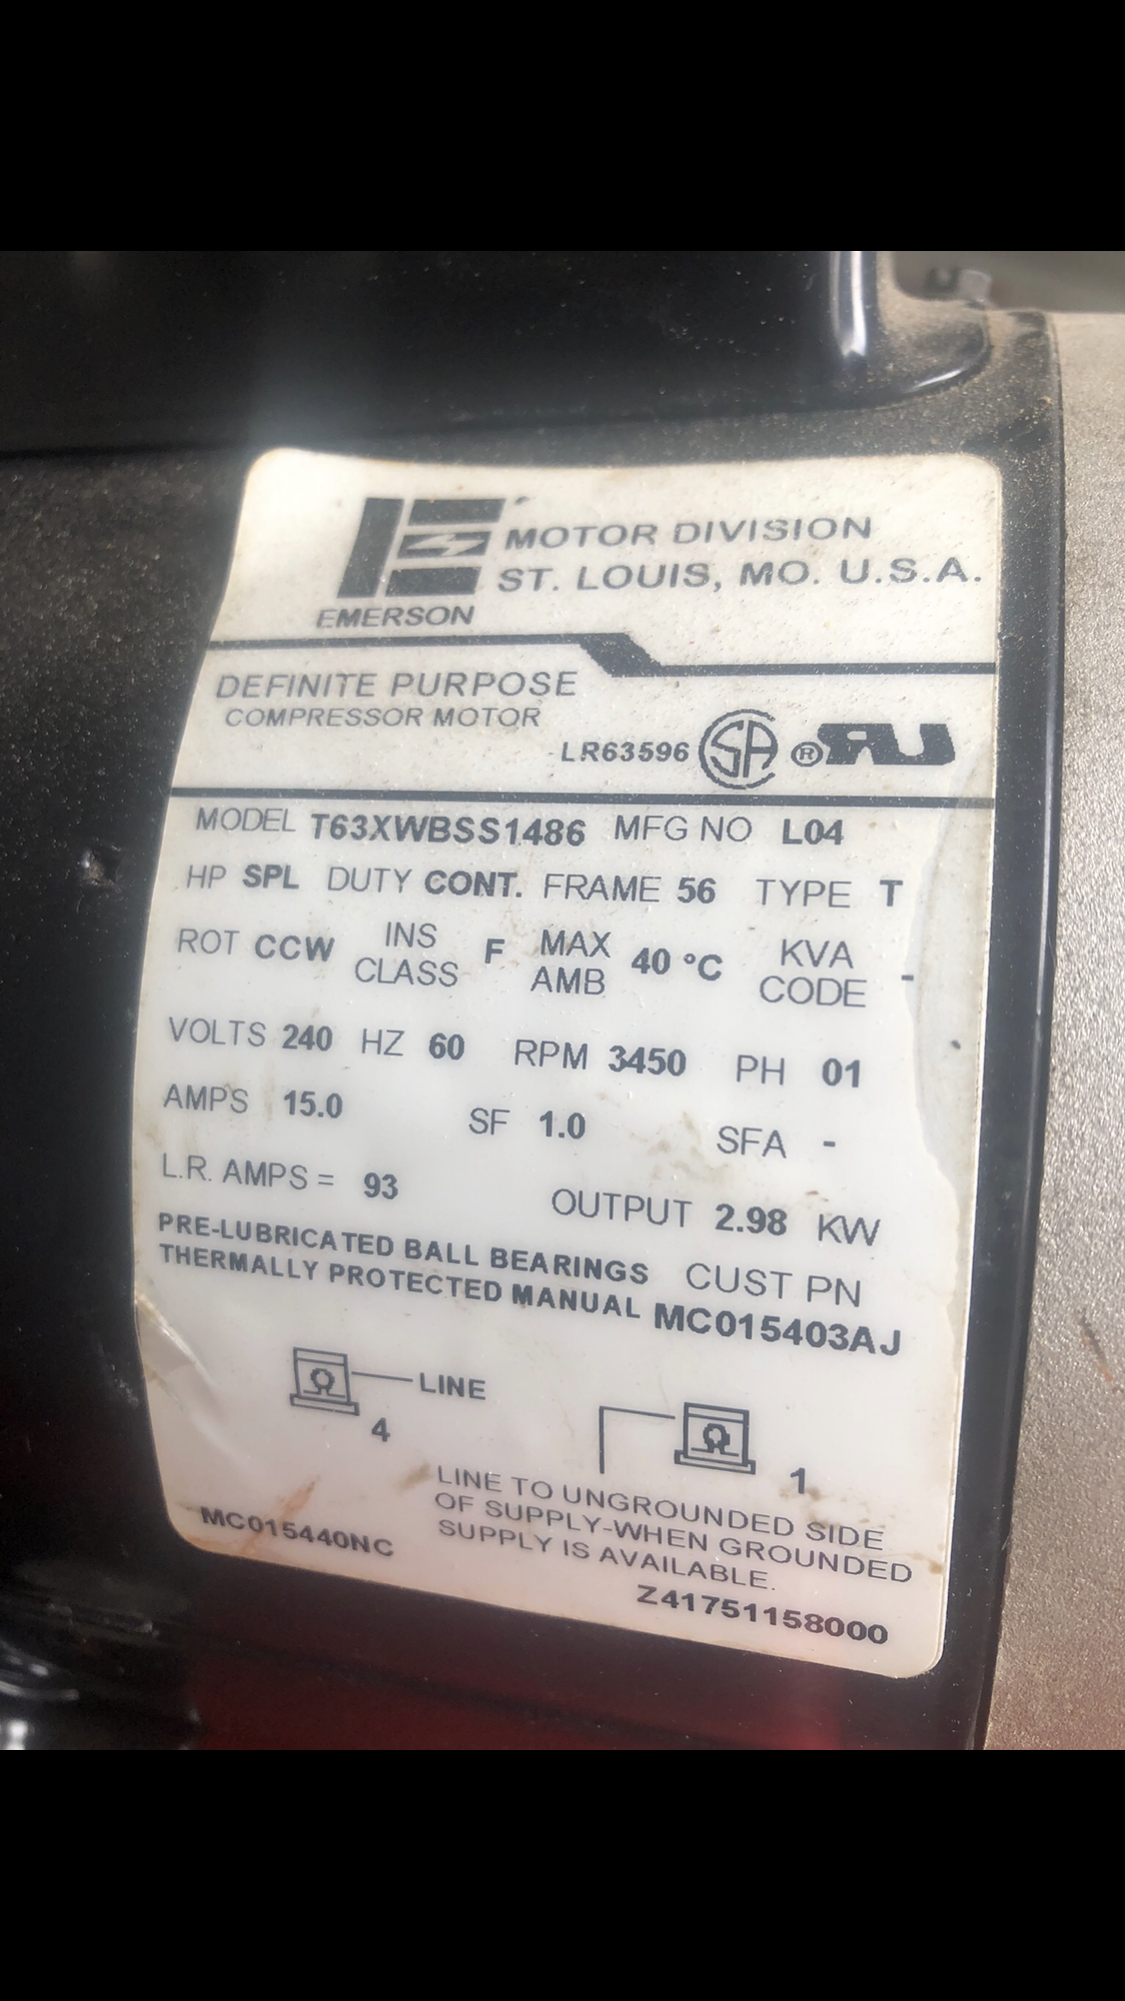 MOTOR DIVISION
ST. LOUIS, MO. U.S.A.
EMERSON
DEFINITE PURPOSE
COMPRESSOR MOTOR
LR63596 SA ® RU
MODEL T63XWBSS1486 MFG NO L04
HP SPL DUTY CONT. FRAME 56 TYPE T
ROT CCW INS CLASS F MAX AMB 40 °C KVA CODE -
VOLTS 240 HZ 60 RPM 3450 PH 01
AMPS 15.0 SF 1.0 SFA -
L.R. AMPS = 93 OUTPUT 2.98 KW
PRE-LUBRICATED BALL BEARINGS CUST PN
THERMALLY PROTECTED MANUAL MC015403AJ
LINE
4
1
LINE TO UNGROUNDED SIDE
OF SUPPLY-WHEN GROUNDED
SUPPLY IS AVAILABLE.
MC015440NC
Z41751158000